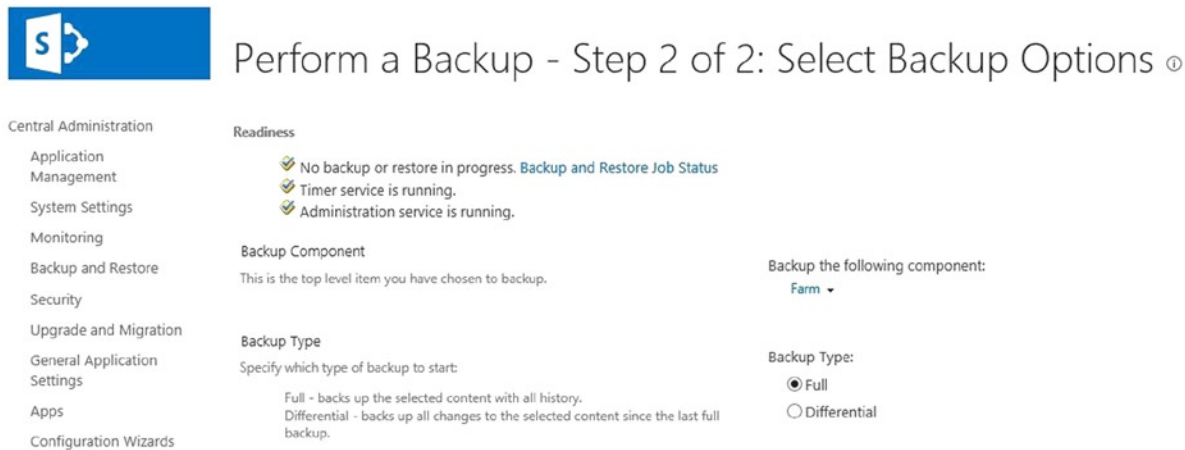 S
Perform a Backup - Step 2 of 2: Select Backup Options
Central Administration
Application
Management
System Settings
Monitoring
Backup and Restore
Security
Upgrade and Migration
General Application
Settings
Apps
Configuration Wizards
Readiness
No backup or restore in progress. Backup and Restore Job Status
Timer service is running.
Administration service is running.
Backup Component
This is the top level item you have chosen to backup.
Backup the following component:
Farm
Backup Type
Specify which type of backup to start:
Full - backs up the selected content with all history.
Differential - backs up all changes to the selected content since the last full
backup.
Backup Type:
Full
Differential